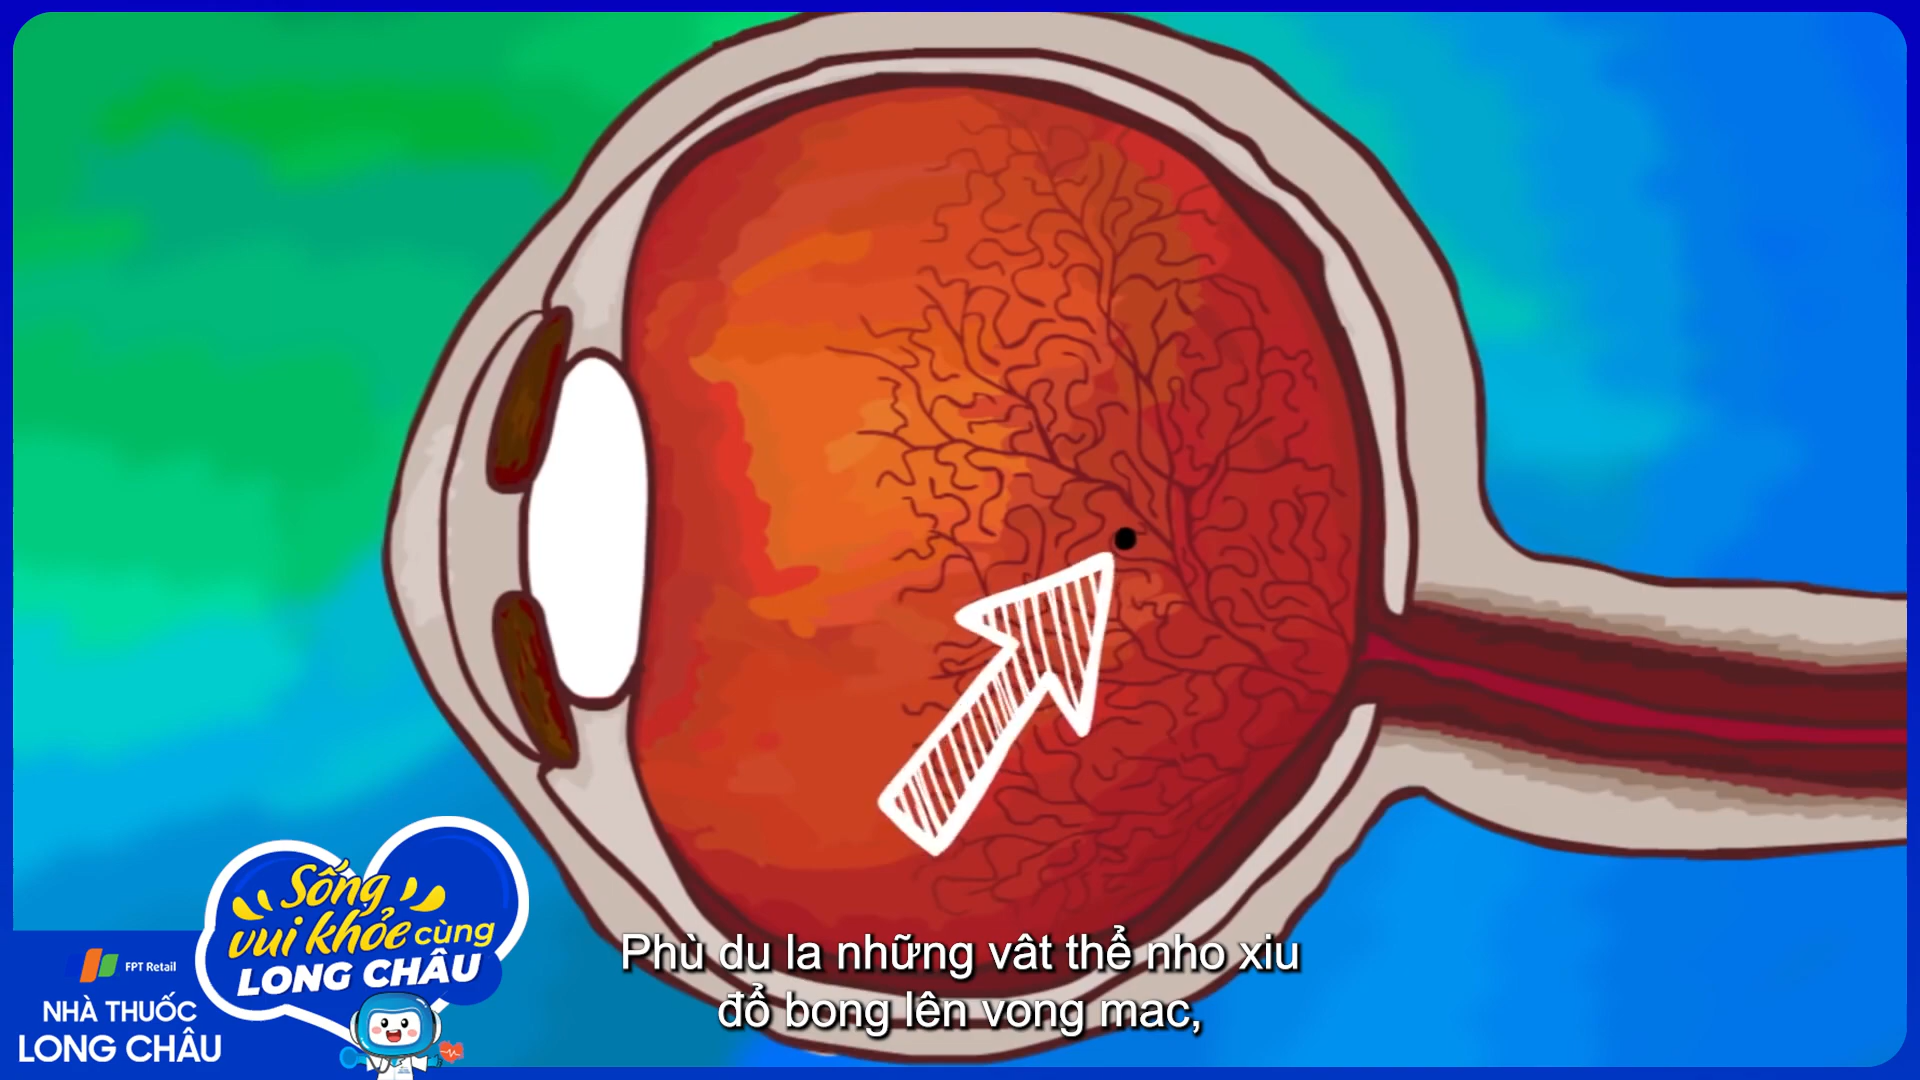 Sống
vui khỏe cùng
LONG CHÂU
FPT Retail
NHÀ THUỐC
LONG CHÂU
Phù du la những vât thể nho xiu
đổ bong lên vong mac,